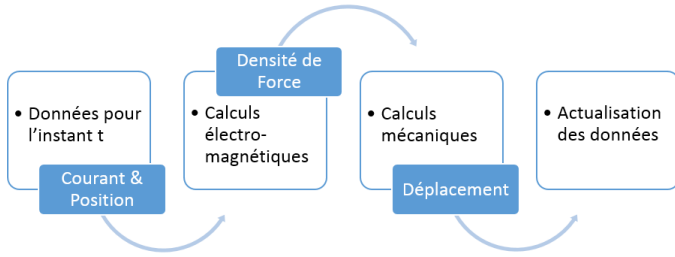 • Données pour
l'instant t
Courant &
Position
Densité de
Force
• Calculs
électro-
magnétiques
• Calculs
mécaniques
Déplacement
• Actualisation
des données